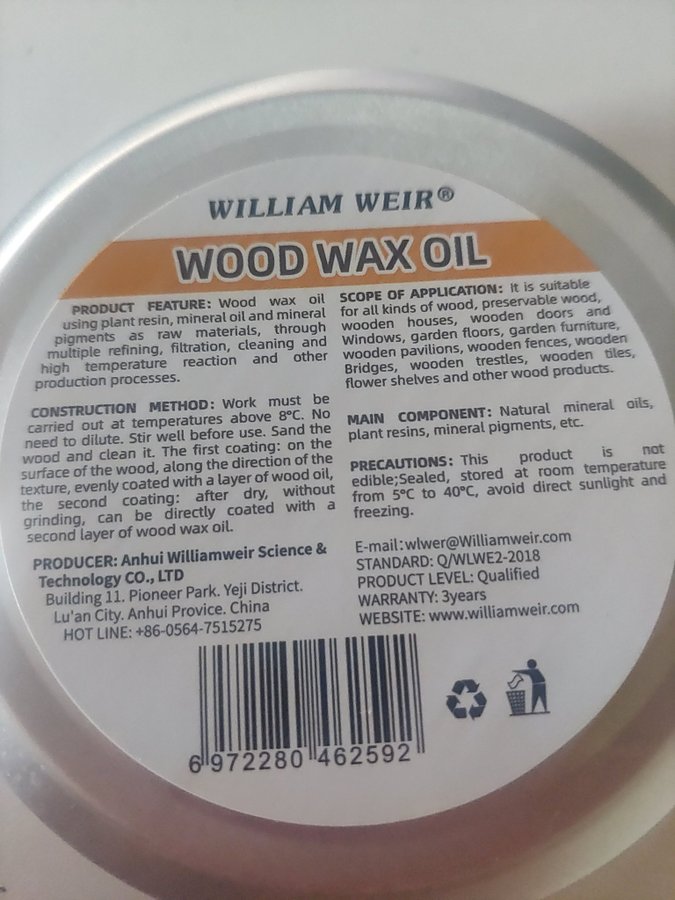 WILLIAM WEIR®
WOOD WAX OIL
PRODUCT FEATURE: Wood wax oil
using plant resin, mineral oil and mineral
pigments as raw materials, through
multiple refining, filtration, cleaning and
high temperature reaction and other
production processes.
CONSTRUCTION METHOD: Work must be
carried out at temperatures above 8°C. No
need to dilute. Stir well before use. Sand the
wood and clean it. The first coating: on the
surface of the wood, along the direction of the
texture, evenly coated with a layer of wood oil,
the second coating: after dry, without
grinding, can be directly coated with a
second layer of wood wax oil.
PRODUCER: Anhui Williamweir Science &
Technology CO., LTD
Building 11. Pioneer Park. Yeji District.
Lu'an City. Anhui Provice. China
HOT LINE: +86-0564-7515275
SCOPE OF APPLICATION: It is suitable
for all kinds of wood, preservable wood,
wooden houses, wooden doors and
Windows, garden floors, garden furniture,
wooden pavilions, wooden fences, wooden
Bridges, wooden trestles, wooden tiles,
flower shelves and other wood products.
MAIN COMPONENT: Natural mineral oils,
plant resins, mineral pigments, etc.
PRECAUTIONS: This product is not
edible;Sealed, stored at room temperature
from 5°C to 40°C, avoid direct sunlight and
freezing.
E-mail:wlwer@Williamweir.com
STANDARD: Q/WLWE2-2018
PRODUCT LEVEL: Qualified
WARRANTY: 3years
WEBSITE: www.williamweir.com
6 972280 462592